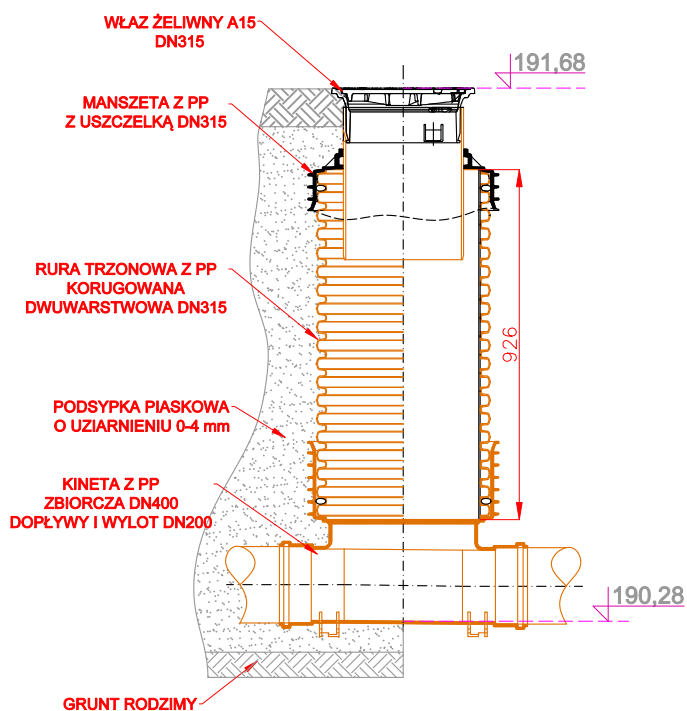 WŁAZ ŻELIWNY A15
DN315
191,68
MANSZETA Z PP
Z USZCZELKĄ DN315
RURA TRZONOWA Z PP
KORUGOWANA
DWUWARSTWOWA DN315
926
PODSYPKA PIASKOWA
O UZIARNIENIU 0-4 mm
KINETA Z PP
ZBIORCZA DN400
DOPŁYWY I WYLOT DN200
190,28
GRUNT RODZIMY